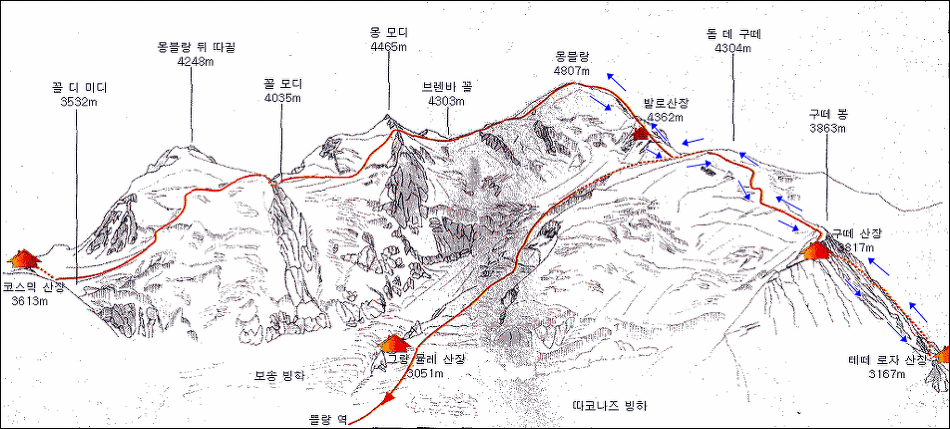 몽 모디
4465m
몽블랑 뒤 따귈
4248m
돔 데 구떼
4304m
몽블랑
4807m
꼴 디 미디
3532m
꼴 모디
4035m
브렌바 꼴
4303m
발로산장
4362m
구떼 봉
3863m
구떼 산장
3817m
코스믹 산장
3613m
그랑 뮬레 산장
3051m
테떼 로자 산장
3167m
보송 빙하
따코나즈 빙하
플랑 역